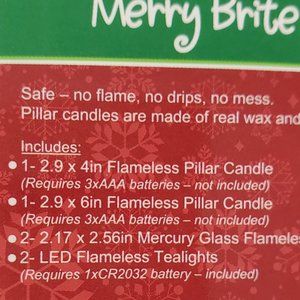 Merry Brite
Safe – no flame, no drips, no mess.
Pillar candles are made of real wax and
Includes:
● 1- 2.9 x 4in Flameless Pillar Candle
(Requires 3xAAA batteries – not included)
● 1- 2.9 x 6in Flameless Pillar Candle
(Requires 3xAAA batteries – not included)
● 2- 2.17 x 2.56in Mercury Glass Flamele
● 2- LED Flameless Tealights
(Requires 1xCR2032 battery – included)